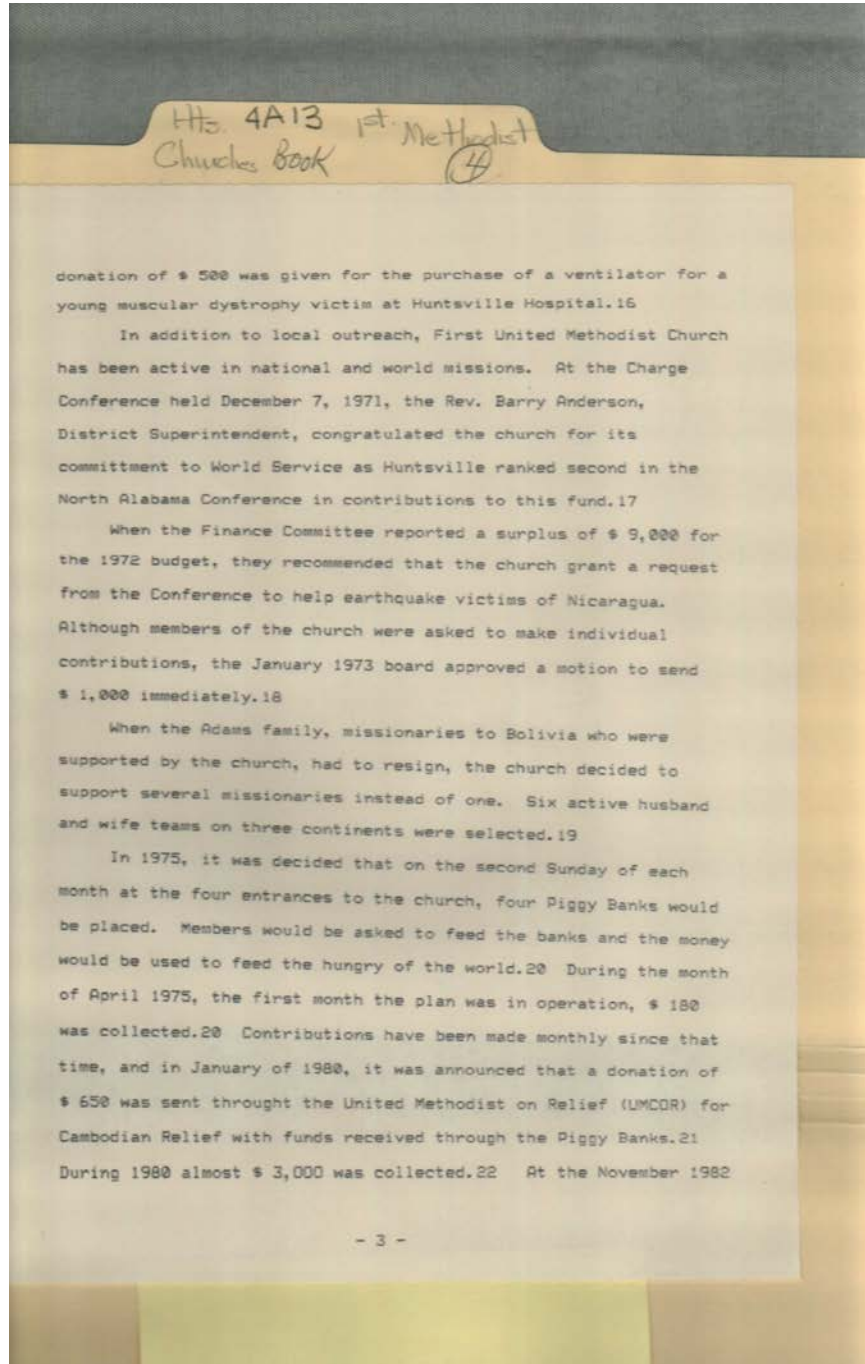 Hts. 4A13 1st. Methodist
Churches Book 4
donation of $ 500 was given for the purchase of a ventilator for a
young muscular dystrophy victim at Huntsville Hospital.16
In addition to local outreach, First United Methodist Church
has been active in national and world missions. At the Charge
Conference held December 7, 1971, the Rev. Barry Anderson,
District Superintendent, congratulated the church for its
committment to World Service as Huntsville ranked second in the
North Alabama Conference in contributions to this fund.17
When the Finance Committee reported a surplus of $ 9,000 for
the 1972 budget, they recommended that the church grant a request
from the Conference to help earthquake victims of Nicaragua.
Although members of the church were asked to make individual
contributions, the January 1973 board approved a motion to send
$ 1,000 immediately.18
When the Adams family, missionaries to Bolivia who were
supported by the church, had to resign, the church decided to
support several missionaries instead of one. Six active husband
and wife teams on three continents were selected.19
In 1975, it was decided that on the second Sunday of each
month at the four entrances to the church, four Piggy Banks would
be placed. Members would be asked to feed the banks and the money
would be used to feed the hungry of the world.20 During the month
of April 1975, the first month the plan was in operation, $ 180
was collected.20 Contributions have been made monthly since that
time, and in January of 1980, it was announced that a donation of
$ 650 was sent throught the United Methodist on Relief (UMCOR) for
Cambodian Relief with funds received through the Piggy Banks.21
During 1980 almost $ 3,000 was collected.22 At the November 1982
- 3 -